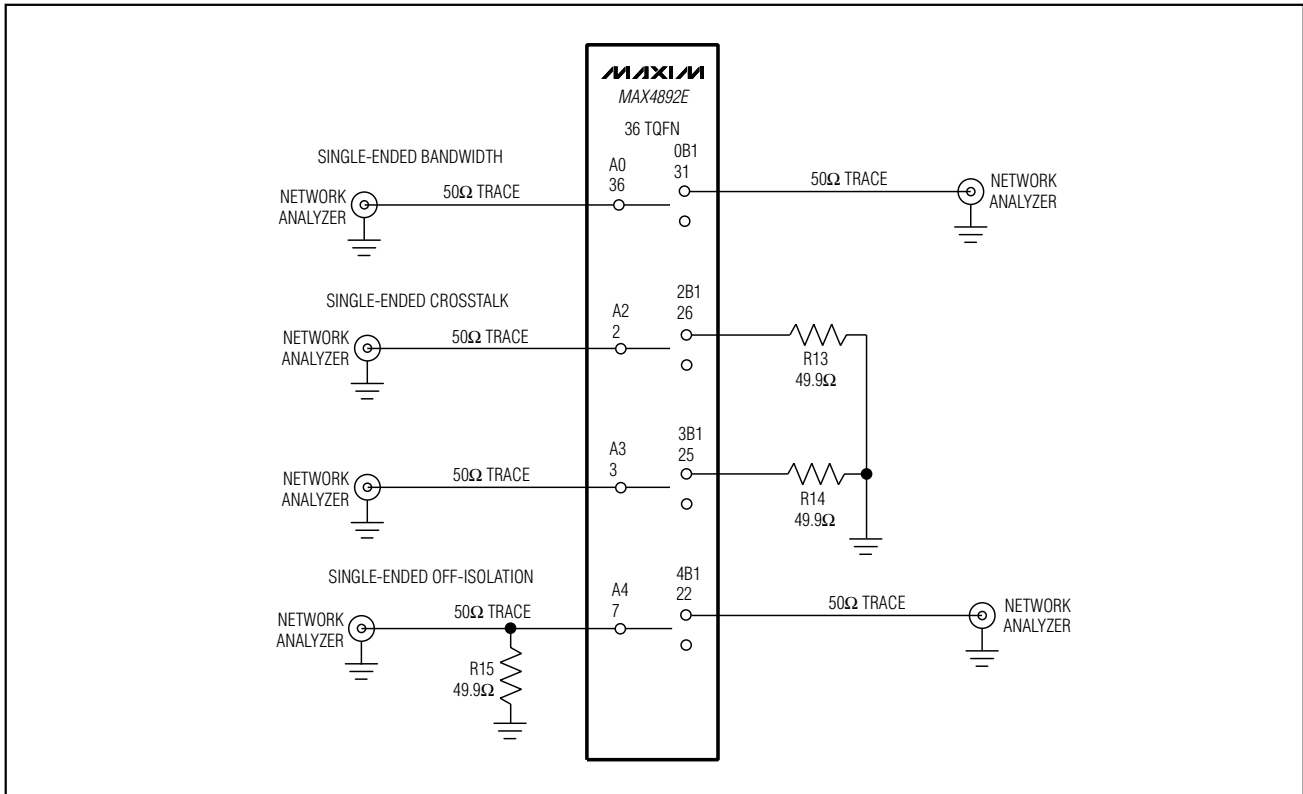 MAXIM
MAX4892E
36 TQFN
SINGLE-ENDED BANDWIDTH
NETWORK
ANALYZER
50Ω TRACE
A0
36
0B1
31
50Ω TRACE
NETWORK
ANALYZER
SINGLE-ENDED CROSSTALK
NETWORK
ANALYZER
50Ω TRACE
A2
2
2B1
26
R13
49.9Ω
NETWORK
ANALYZER
50Ω TRACE
A3
3
3B1
25
R14
49.9Ω
SINGLE-ENDED OFF-ISOLATION
NETWORK
ANALYZER
50Ω TRACE
R15
49.9Ω
A4
7
4B1
22
50Ω TRACE
NETWORK
ANALYZER